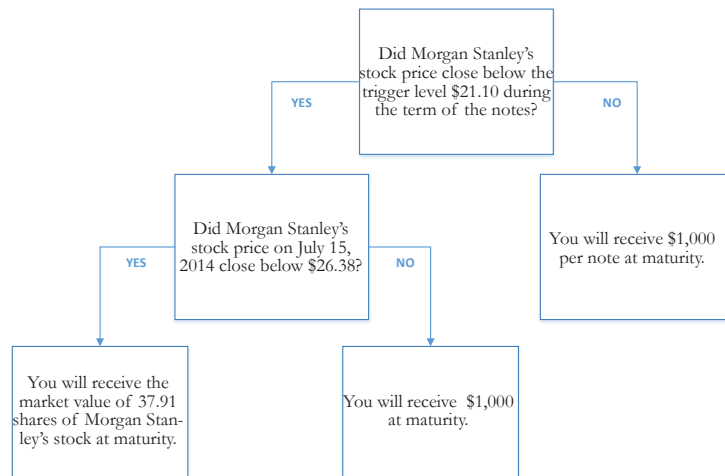 Did Morgan Stanley's
stock price close below the
trigger level $21.10 during
the term of the notes?
YES
NO
Did Morgan Stanley's
stock price on July 15,
2014 close below $26.38?
You will receive $1,000
per note at maturity.
YES
NO
You will receive the
market value of 37.91
shares of Morgan Stan-
ley's stock at maturity.
You will receive $1,000
at maturity.